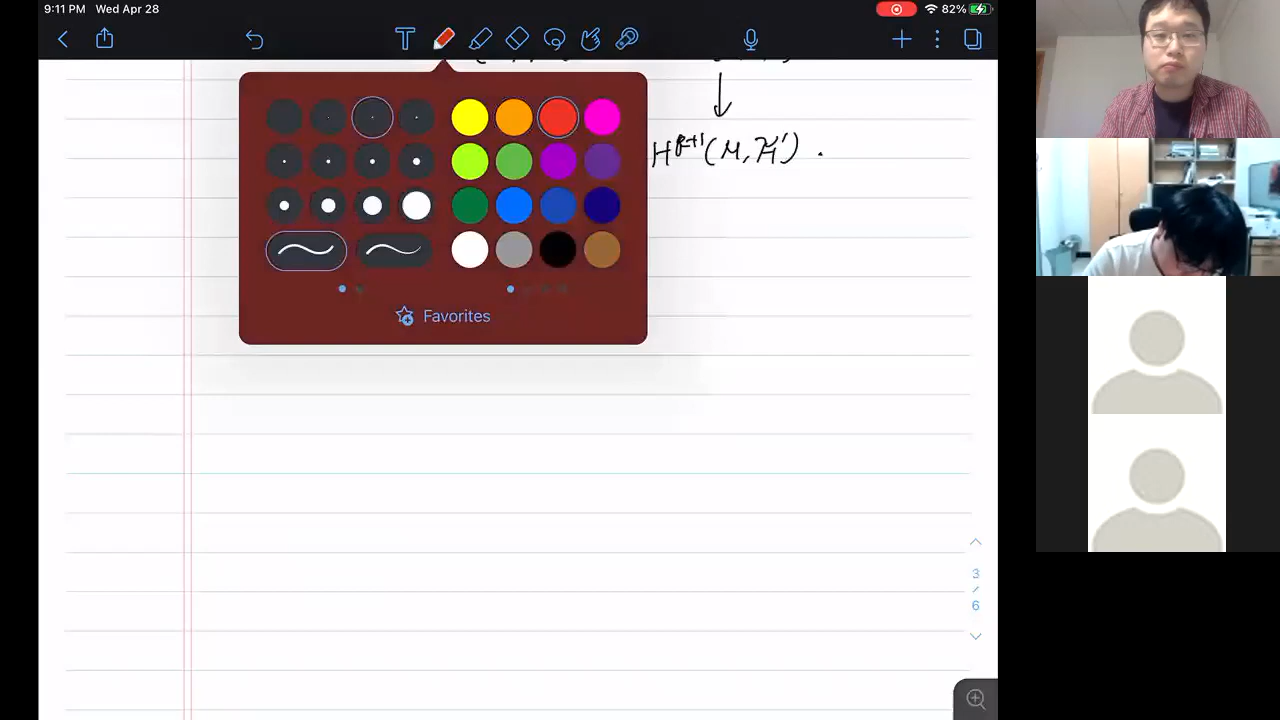 9:11 PM Wed Apr 28
82%
↓
H^{k+1}(M, ℋ') .
Favorites
3
/
6